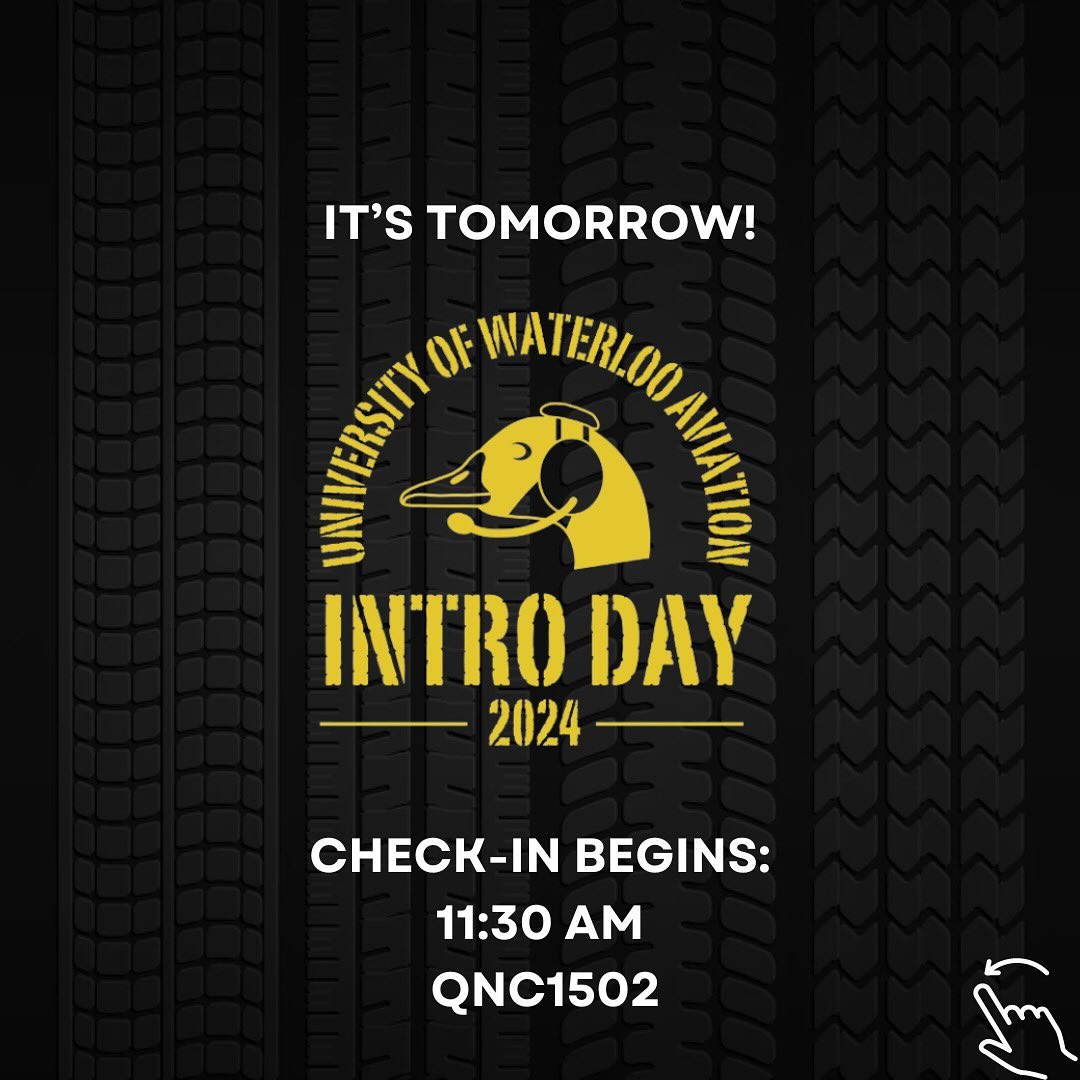 IT’S TOMORROW!
UNIVERSITY OF WATERLOO AVIATION
INTRO DAY
2024
CHECK-IN BEGINS:
11:30 AM
QNC1502